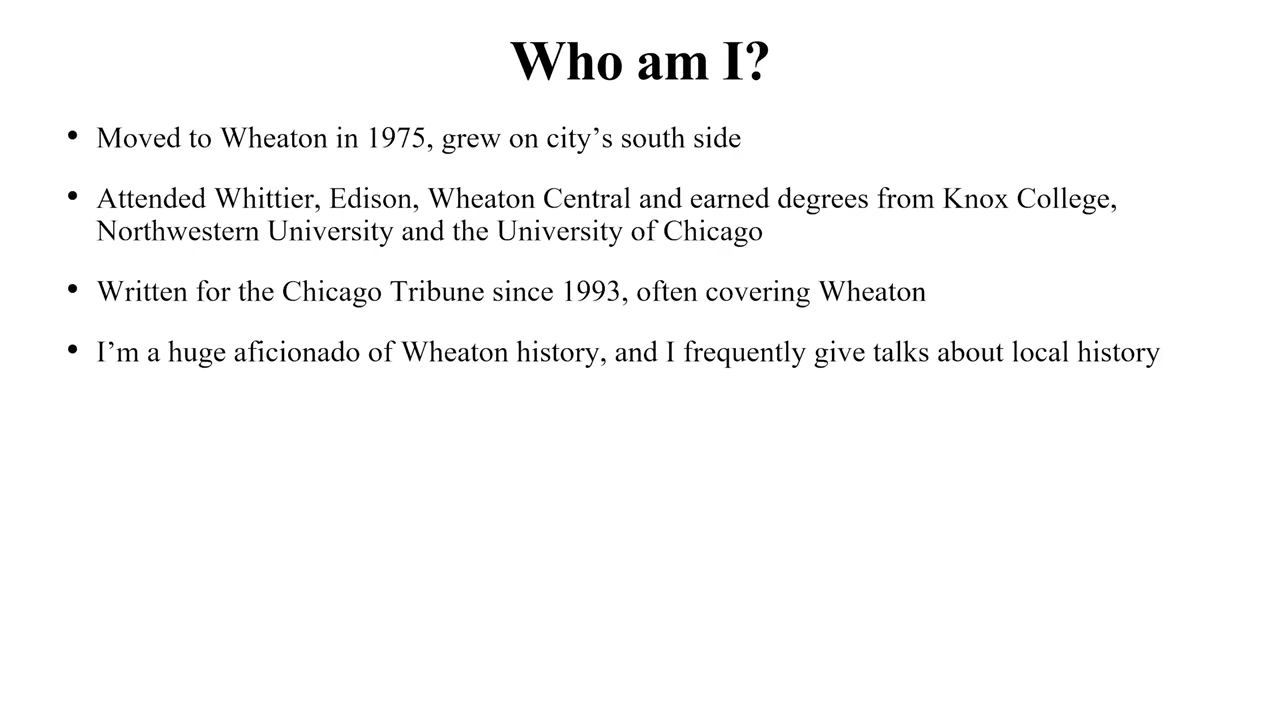 Who am I?
• Moved to Wheaton in 1975, grew on city’s south side
• Attended Whittier, Edison, Wheaton Central and earned degrees from Knox College,
Northwestern University and the University of Chicago
• Written for the Chicago Tribune since 1993, often covering Wheaton
• I’m a huge aficionado of Wheaton history, and I frequently give talks about local history